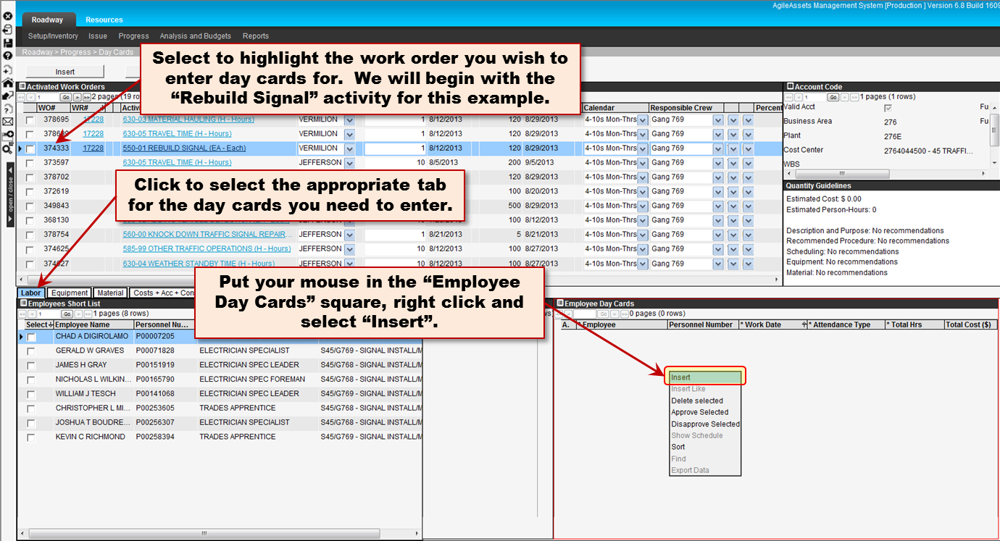 AgileAssets Management System [Production ] Version 6.8 Build 1609
Roadway Resources
Setup/Inventory Issue Progress Analysis and Budgets Reports
Roadway > Progress > Day Cards
Insert
Select to highlight the work order you wish to
enter day cards for. We will begin with the
“Rebuild Signal” activity for this example.
Activated Work Orders
1 Go 2 pages (19 ro
WO# WR# Activ Calendar Responsible Crew Percent
378695 17228 630-03 MATERIAL HAULING (H - Hours) VERMILION 1 8/12/2013 120 8/29/2013 4-10s Mon-Thrs Gang 769
17228 630-05 TRAVEL TIME (H - Hours) VERMILION 1 8/12/2013 120 8/29/2013 4-10s Mon-Thrs Gang 769
374333 17228 550-01 REBUILD SIGNAL (EA - Each) VERMILION 1 8/12/2013 120 8/29/2013 4-10s Mon-Thrs Gang 769
373597 630-05 TRAVEL TIME (H - Hours) JEFFERSON 10 8/5/2013 200 9/5/2013 4-10s Mon-Thrs Gang 769
378702 120 8/29/2013 4-10s Mon-Thrs Gang 769
372619 100 8/20/2013 4-10s Mon-Thrs Gang 769
349843 500 8/29/2013 4-10s Mon-Thrs Gang 769
368130 100 8/12/2013 4-10s Mon-Thrs Gang 769
378754 560-00 KNOCK DOWN TRAFFIC SIGNAL REPAIR... JEFFERSON 1 8/21/2013 5 8/21/2013 4-10s Mon-Thrs Gang 769
374625 585-99 OTHER TRAFFIC OPERATIONS (H - Hours) JEFFERSON 10 8/12/2013 100 8/27/2013 4-10s Mon-Thrs Gang 769
374627 630-04 WEATHER STANDBY TIME (H - Hours) JEFFERSON 10 8/12/2013 100 8/27/2013 4-10s Mon-Thrs Gang 769
Click to select the appropriate tab
for the day cards you need to enter.
open / close
Account Code
1 Go 1 pages (1 rows)
Valid Acct Fu
Business Area 276 Fu
Plant 276E
Cost Center 2764044500 - 45 TRAFFI...
WBS
Quantity Guidelines
Estimated Cost: $ 0.00
Estimated Person-Hours: 0
Description and Purpose: No recommendations
Recommended Procedure: No recommendations
Scheduling: No recommendations
Equipment: No recommendations
Material: No recommendations
Put your mouse in the “Employee
Day Cards” square, right click and
select “Insert”.
Labor Equipment Material Costs + Acc + Con
Employees Short List
1 Go 1 pages (8 rows)
Select Employee Name Personnel Nu...
CHAD A DIGIROLAMO P00007205
GERALD W GRAVES P00071828 ELECTRICIAN SPECIALIST S45/G769 - SIGNAL INSTALL/M
JAMES H GRAY P00151919 ELECTRICIAN SPEC LEADER S45/G768 - SIGNAL INSTALL/M
NICHOLAS L WILKIN... P00165790 ELECTRICIAN SPEC FOREMAN S45/G768 - SIGNAL INSTALL/M
WILLIAM J TESCH P00141068 ELECTRICIAN SPEC LEADER S45/G769 - SIGNAL INSTALL/M
CHRISTOPHER L MI... P00253605 TRADES APPRENTICE S45/G768 - SIGNAL INSTALL/M
JOSHUA T BOUDRE... P00256307 ELECTRICIAN SPECIALIST S45/G768 - SIGNAL INSTALL/M
KEVIN C RICHMOND P00258394 TRADES APPRENTICE S45/G769 - SIGNAL INSTALL/M
Employee Day Cards
Go 0 pages (0 rows)
A. * Employee Personnel Number * Work Date * Attendance Type * Total Hrs Total Cost ($)
Insert
Insert Like
Delete selected
Approve Selected
Disapprove Selected
Show Schedule
Sort
Find
Export Data